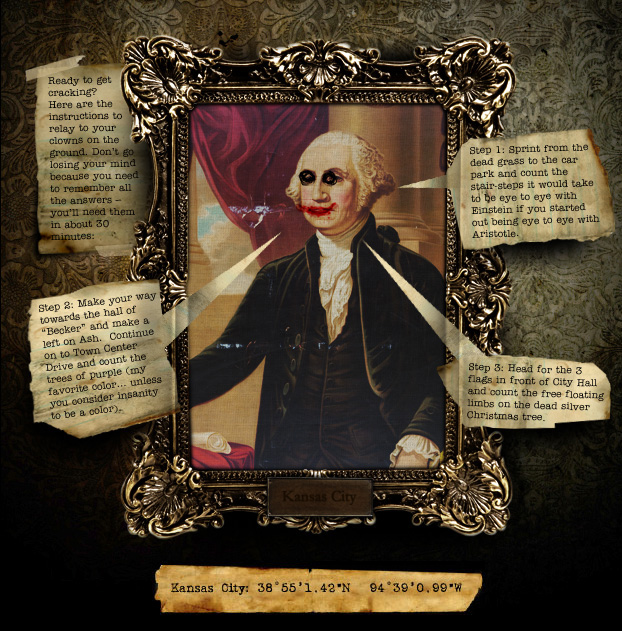 Ready to get
cracking?
Here are the
instructions to
relay to your
clowns on the
ground. Don't go
losing your mind
because you need
to remember all
the answers –
you'll need them
in about 30
minutes:
Step 1: Sprint from the
dead grass to the car
park and count the
stair-steps it would take
to be eye to eye with
Einstein if you started
out being eye to eye with
Aristotle.
Step 2: Make your way
towards the hall of
"Becker" and make a
left on Ash. Continue
on to Town Center
Drive and count the
trees of purple (my
favorite color... unless
you consider insanity
to be a color).
Step 3: Head for the 3
flags in front of City Hall
and count the free floating
limbs on the dead silver
Christmas tree.
Kansas City
Kansas City: 38°55'1.42"N 94°39'0.99"W